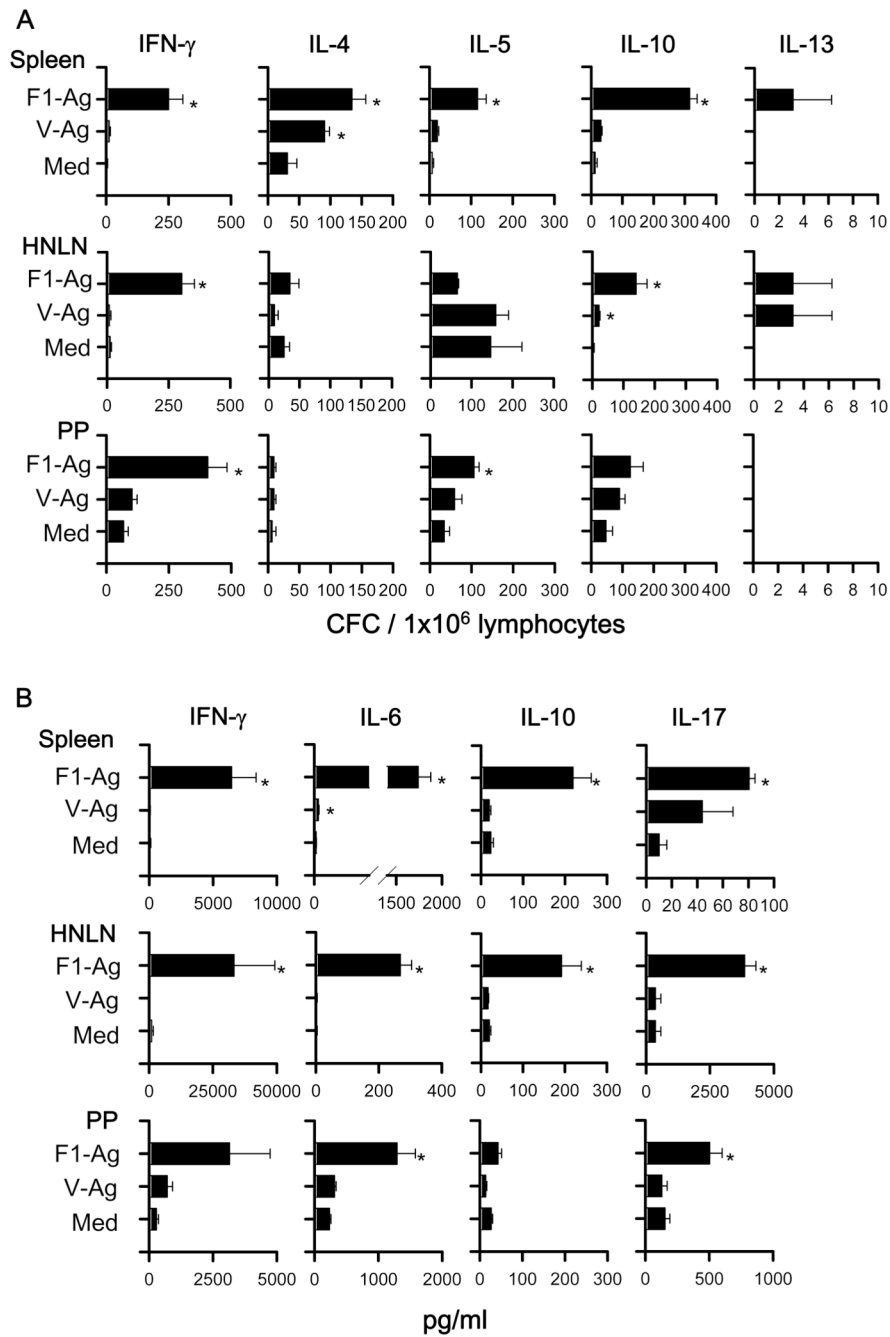 A
IFN-γ IL-4 IL-5 IL-10 IL-13
Spleen
F1-Ag * * * *
V-Ag *
Med
0 250 500 0 50 100 150 200 0 100 200 300 0 100 200 300 400 0 2 4 6 8 10
HNLN
F1-Ag * *
V-Ag *
Med
0 250 500 0 50 100 150 200 0 100 200 300 0 100 200 300 400 0 2 4 6 8 10
PP
F1-Ag * *
V-Ag
Med
0 250 500 0 50 100 150 200 0 100 200 300 0 100 200 300 400 0 2 4 6 8 10
CFC / 1x10⁶ lymphocytes
B
IFN-γ IL-6 IL-10 IL-17
Spleen
F1-Ag * * * *
V-Ag *
Med
0 5000 10000 0 1500 2000 0 100 200 300 0 20 40 60 80 100
HNLN
F1-Ag * * * *
V-Ag
Med
0 25000 50000 0 200 400 0 100 200 300 0 2500 5000
PP
F1-Ag * *
V-Ag
Med
0 5000 0 1000 2000 0 100 200 300 0 500 1000
pg/ml